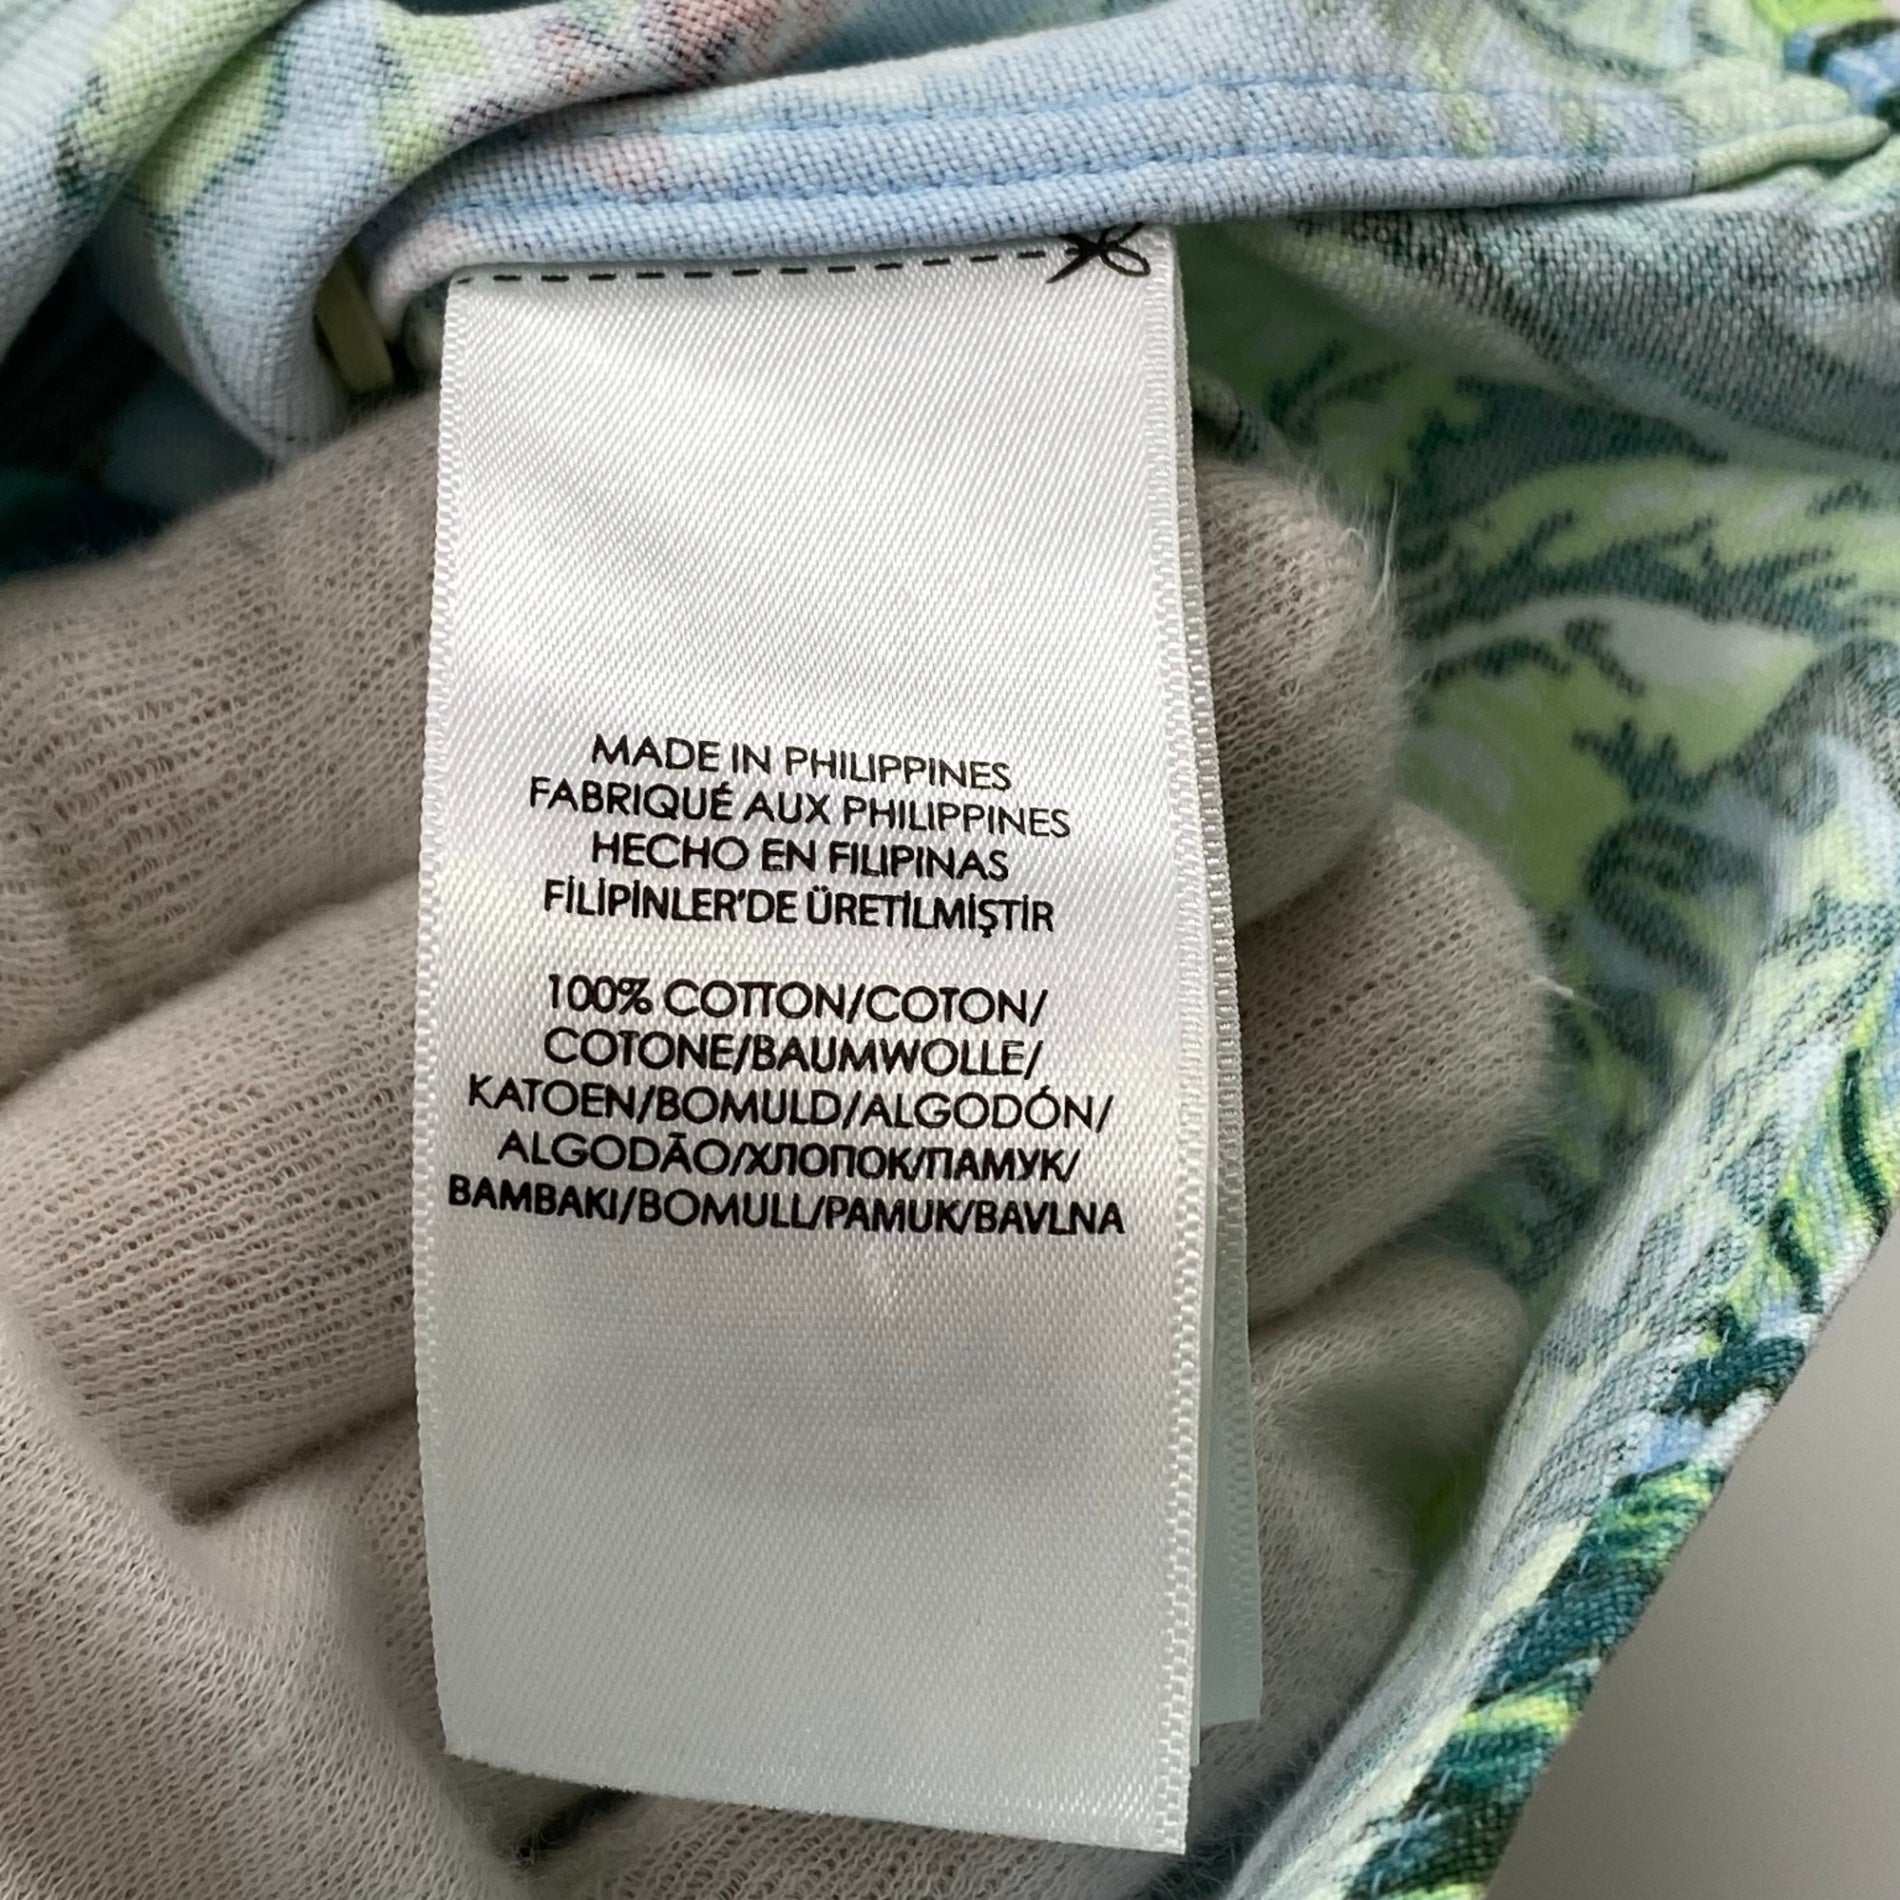 MADE IN PHILIPPINES
FABRIQUÉ AUX PHILIPPINES
HECHO EN FILIPINAS
FİLİPİNLER'DE ÜRETİLMİŞTİR
100% COTTON/COTON/
COTONE/BAUMWOLLE/
KATOEN/BOMULD/ALGODÓN/
ALGODÃO/ХЛОПОК/ПАМУК/
BAMBAKI/BOMULL/PAMUK/BAVLNA